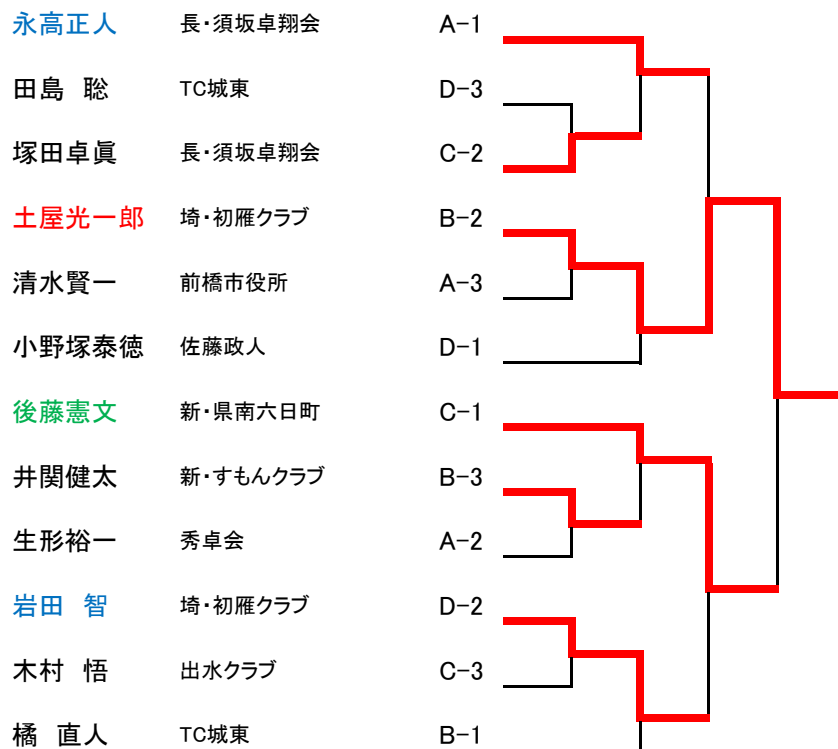 永高正人 長・須坂卓翔会 A-1
田島 聡 TC城東 D-3
塚田卓眞 長・須坂卓翔会 C-2
土屋光一郎 埼・初雁クラブ B-2
清水賢一 前橋市役所 A-3
小野塚泰徳 佐藤政人 D-1
後藤憲文 新・県南六日町 C-1
井関健太 新・すもんクラブ B-3
生形裕一 秀卓会 A-2
岩田 智 埼・初雁クラブ D-2
木村 悟 出水クラブ C-3
橘 直人 TC城東 B-1